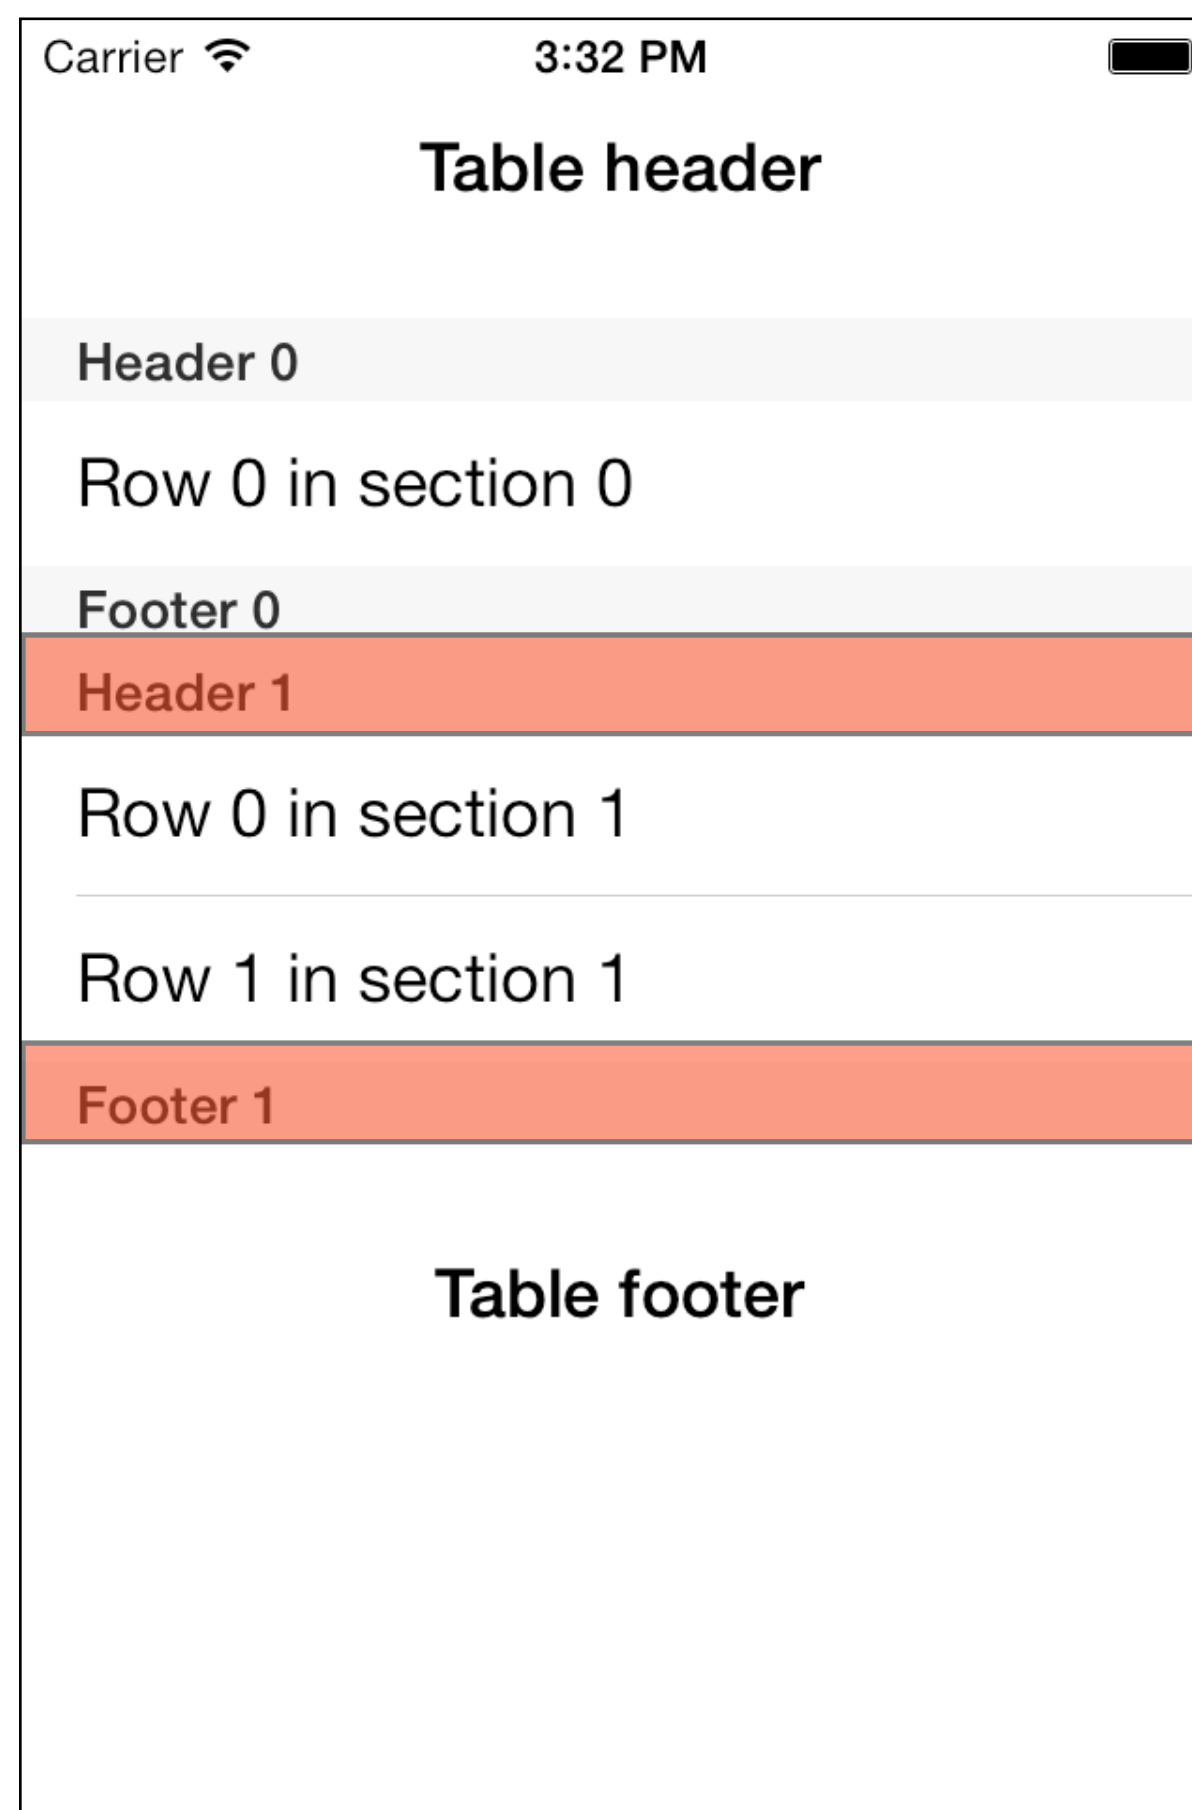 Carrier 3:32 PM
Table header
Header 0
Row 0 in section 0
Footer 0
Header 1
Row 0 in section 1
Row 1 in section 1
Footer 1
Table footer